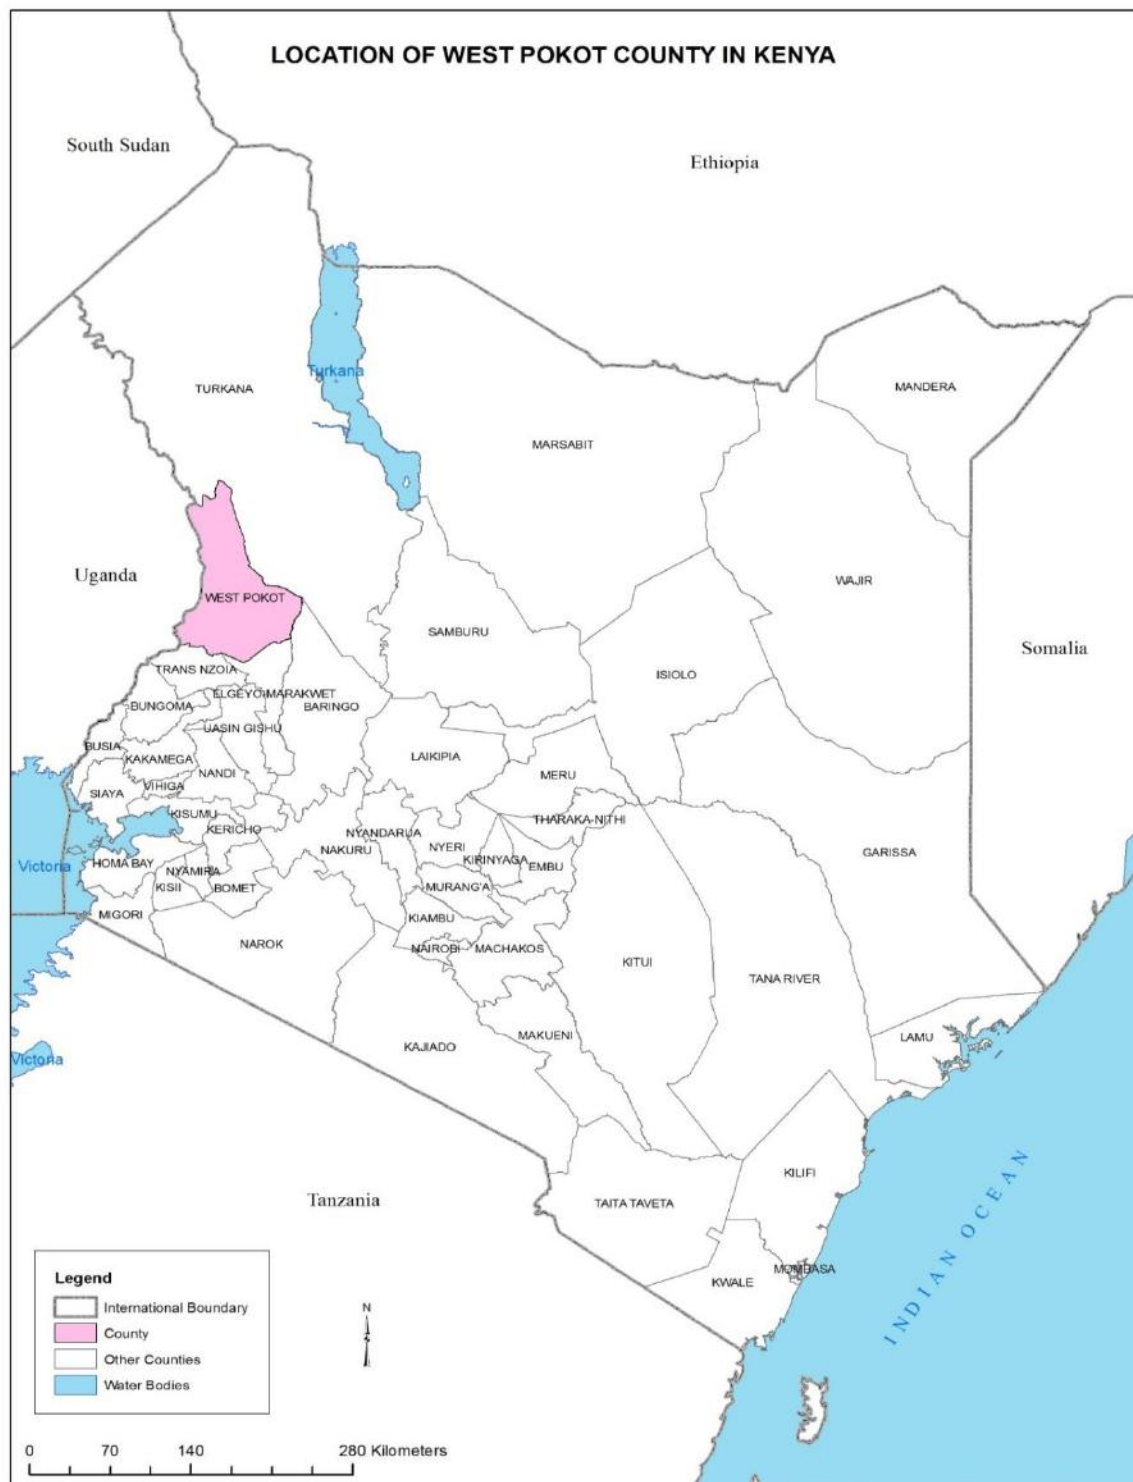 LOCATION OF WEST POKOT COUNTY IN KENYA
South Sudan
Ethiopia
Turkana
TURKANA
MANDERA
MARSABIT
Uganda
WEST POKOT
WAJIR
SAMBURU
Somalia
ISIOLO
TRANS NZOIA
ELGEYO MARAKWET
BUNGOMA
BARINGO
UASIN GISHU
BUSIA
KAKAMEGA
LAIKIPIA
NANDI
MERU
SIAYA
VIHIGA
KISUMU
THARAKA-NITHI
KERICHO
NYANDARUA
NYERI
NAKURU
GARISSA
HOMA BAY
Victoria
KIRINYAGA
EMBU
NYAMIRA
KISII
BOMET
MURANG'A
MIGORI
KIAMBU
NAROK
NAIROBI
MACHAKOS
KITUI
TANA RIVER
MAKUENI
LAMU
KAJIADO
Victoria
KILIFI
Tanzania
TAITA TAVETA
INDIAN OCEAN
MOMBASA
KWALE
Legend
International Boundary
County
Other Counties
Water Bodies
N
0 70 140 280 Kilometers